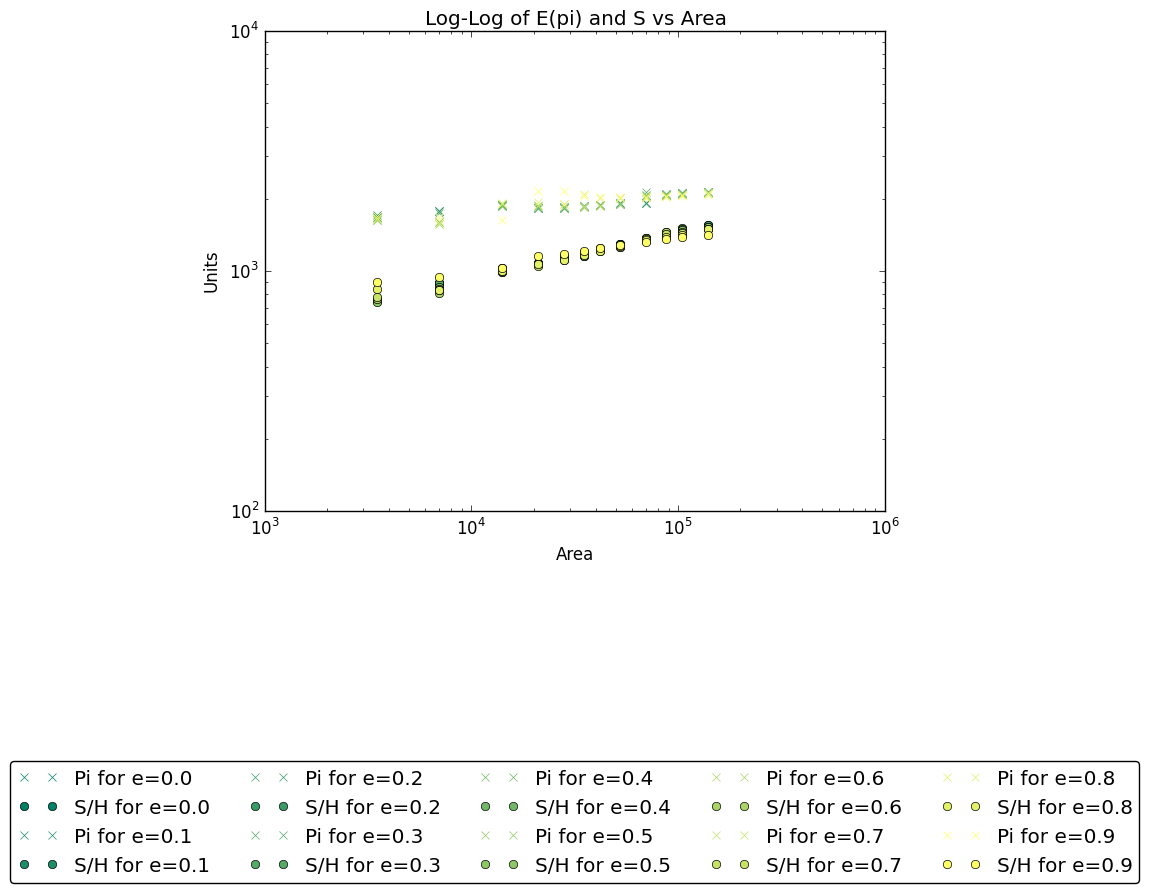 Log-Log of E(pi) and S vs Area
10^4
10^3
10^2
Units
10^3 10^4 10^5 10^6
Area
Pi for e=0.0 Pi for e=0.2 Pi for e=0.4 Pi for e=0.6 Pi for e=0.8
S/H for e=0.0 S/H for e=0.2 S/H for e=0.4 S/H for e=0.6 S/H for e=0.8
Pi for e=0.1 Pi for e=0.3 Pi for e=0.5 Pi for e=0.7 Pi for e=0.9
S/H for e=0.1 S/H for e=0.3 S/H for e=0.5 S/H for e=0.7 S/H for e=0.9